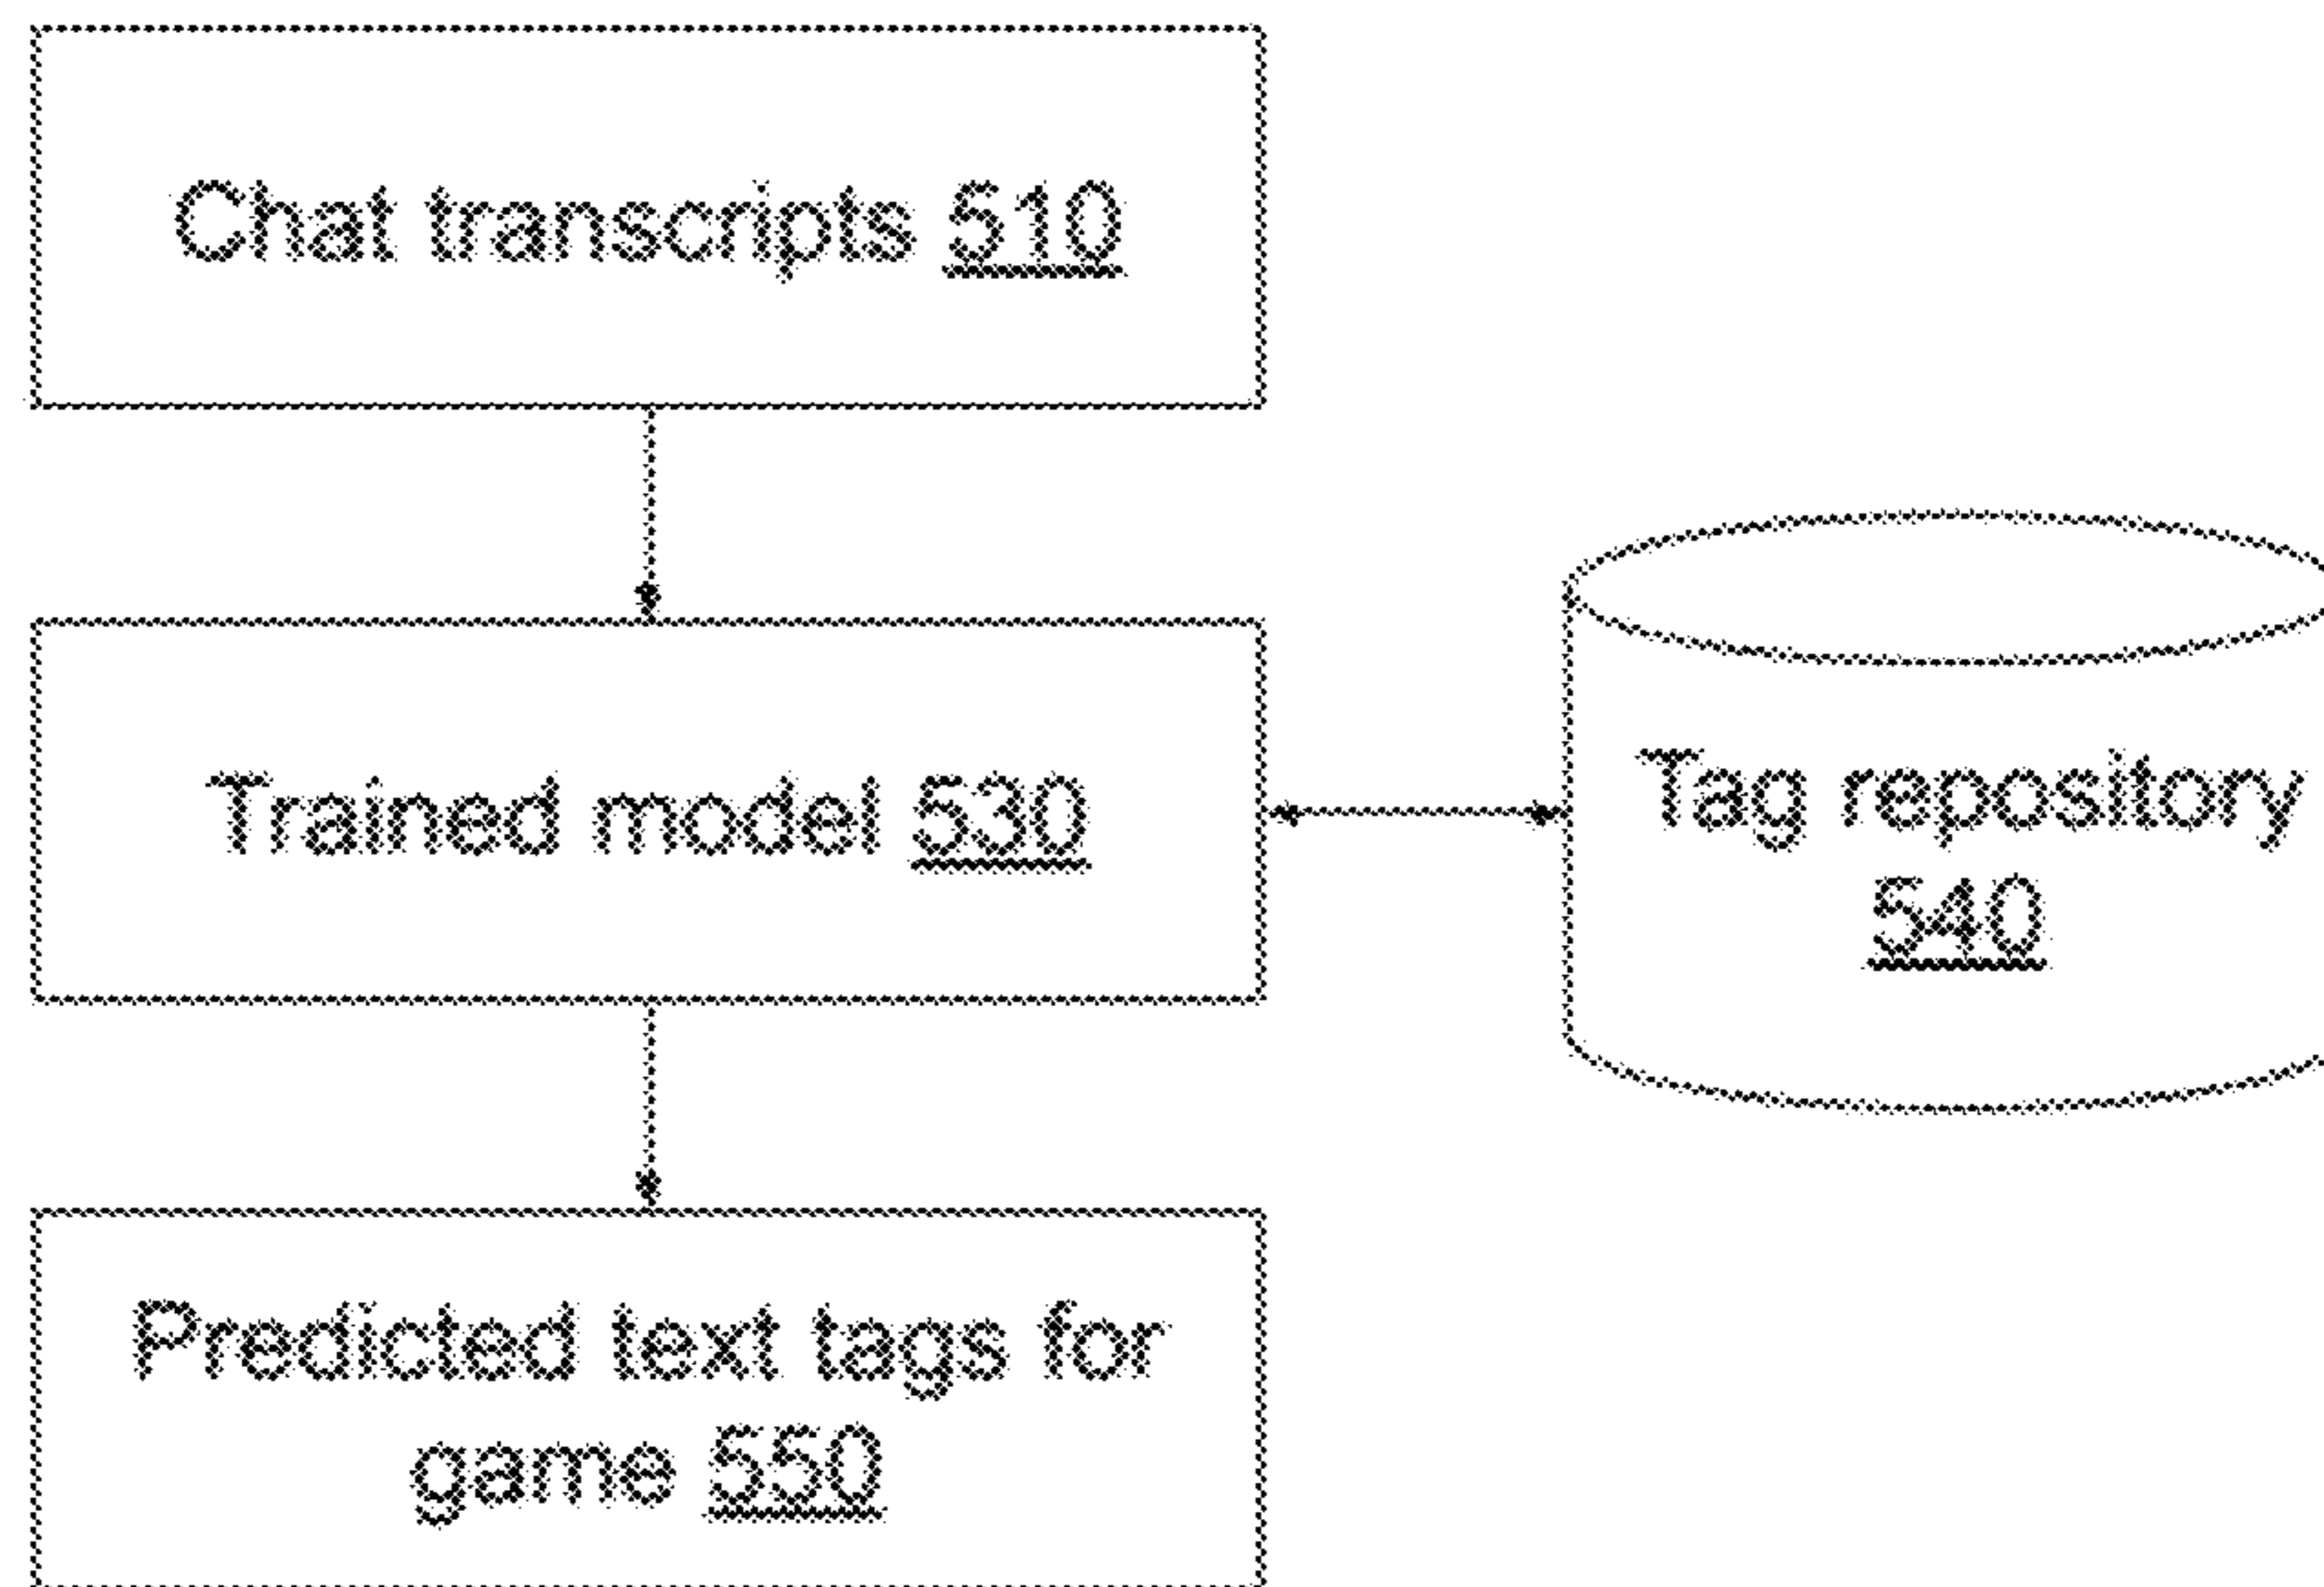 Chat transcripts 510
Trained model 530
Tag repository
540
Predicted text tags for
game 550